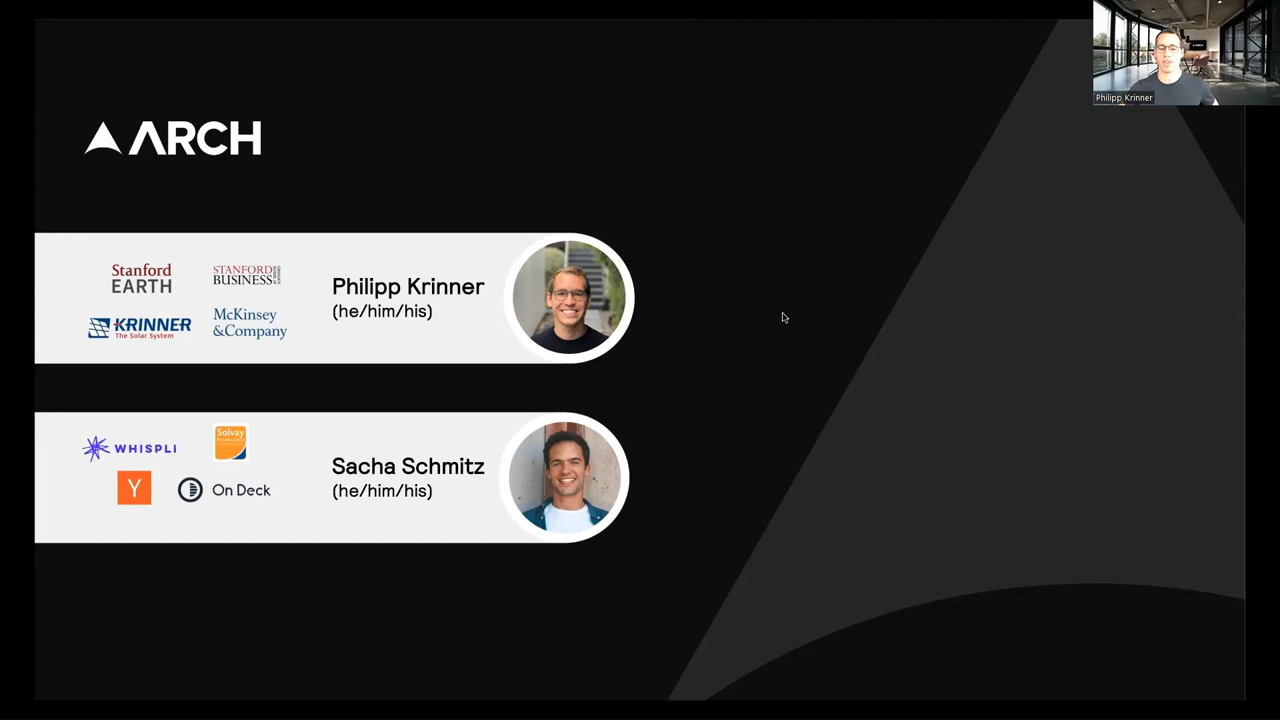 Philipp Krinner
ARCH
Stanford
EARTH
STANFORD
BUSINESS
KRINNER
The Solar System
McKinsey
&Company
Philipp Krinner
(he/him/his)
WHISPLI
Solvay
Y
On Deck
Sacha Schmitz
(he/him/his)